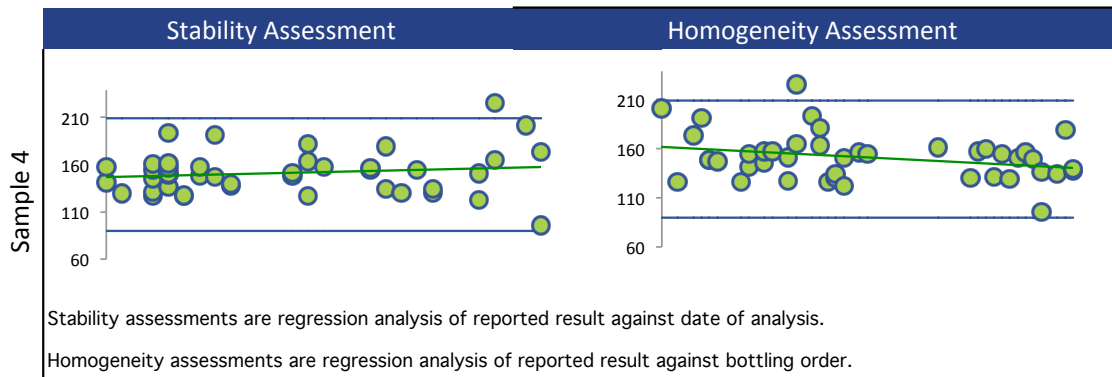 Stability Assessment
Homogeneity Assessment
Sample 4
210
160
110
60
210
160
110
60
Stability assessments are regression analysis of reported result against date of analysis.
Homogeneity assessments are regression analysis of reported result against bottling order.